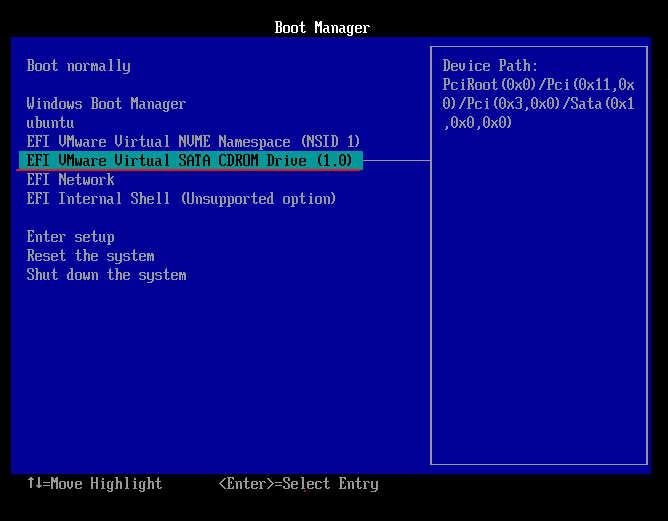 Boot Manager
Boot normally
Windows Boot Manager
ubuntu
EFI VMware Virtual NVME Namespace (NSID 1)
EFI VMware Virtual SATA CDROM Drive (1.0)
EFI Network
EFI Internal Shell (Unsupported option)
Enter setup
Reset the system
Shut down the system
Device Path:
PciRoot(0x0)/Pci(0x11,0x
0)/Pci(0x3,0x0)/Sata(0x1
,0x0,0x0)
↑↓=Move Highlight
<Enter>=Select Entry